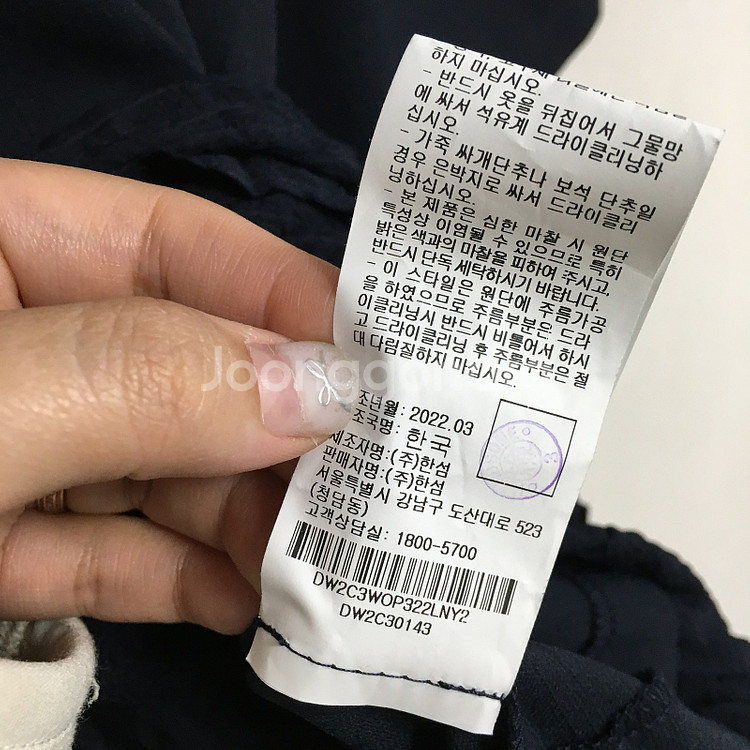 하지 마십시오.
- 반드시 옷을 뒤집어서 그물망
에 싸서 석유계 드라이클리닝하
십시오.
- 가죽 싸개단추나 보석 단추일
경우 은박지로 싸서 드라이클리
닝하십시오.
- 본 제품은 심한 마찰 시 원단
특성상 이염될 수 있으므로 특히
밝은 색과의 마찰을 피하여 주시고,
반드시 단독 세탁하시기 바랍니다.
- 이 스타일은 원단에 주름가공
을 하였으므로 주름부분은 드라
이클리닝시 반드시 비틀어서 하시
고 드라이클리닝 후 주름부분은 절
대 다림질하지 마십시오.
조년월: 2022.03
조국명: 한국
제조자명:(주)한섬
판매자명:(주)한섬
서울특별시 강남구 도산대로 523
(청담동)
고객상담실: 1800-5700
DW2C3WOP322LNY2
DW2C30143